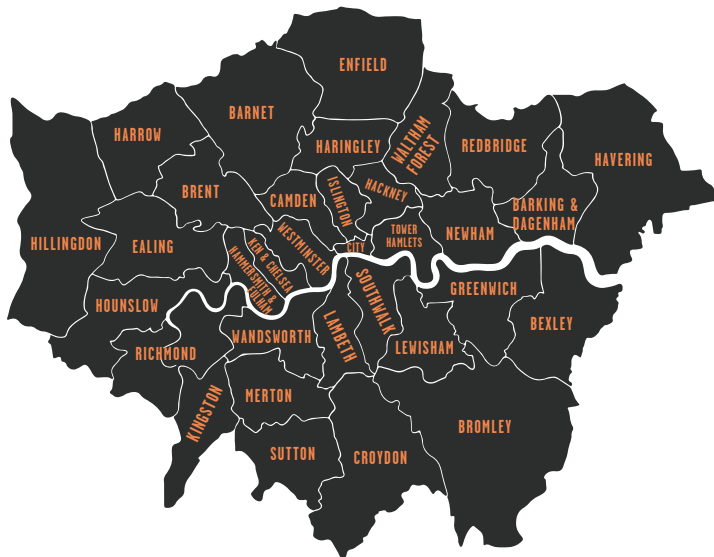 ENFIELD
BARNET
HARROW
HARINGLEY
WALTHAM
FOREST
REDBRIDGE
HAVERING
BRENT
CAMDEN
ISLINGTON
HACKNEY
BARKING &
DAGENHAM
HILLINGDON
EALING
WESTMINSTER
CITY
TOWER
HAMLETS
NEWHAM
KEN & CHELSEA
HAMMERSMITH &
FULHAM
HOUNSLOW
SOUTHWALK
GREENWICH
BEXLEY
RICHMOND
WANDSWORTH
LAMBETH
LEWISHAM
KINGSTON
MERTON
SUTTON
CROYDON
BROMLEY